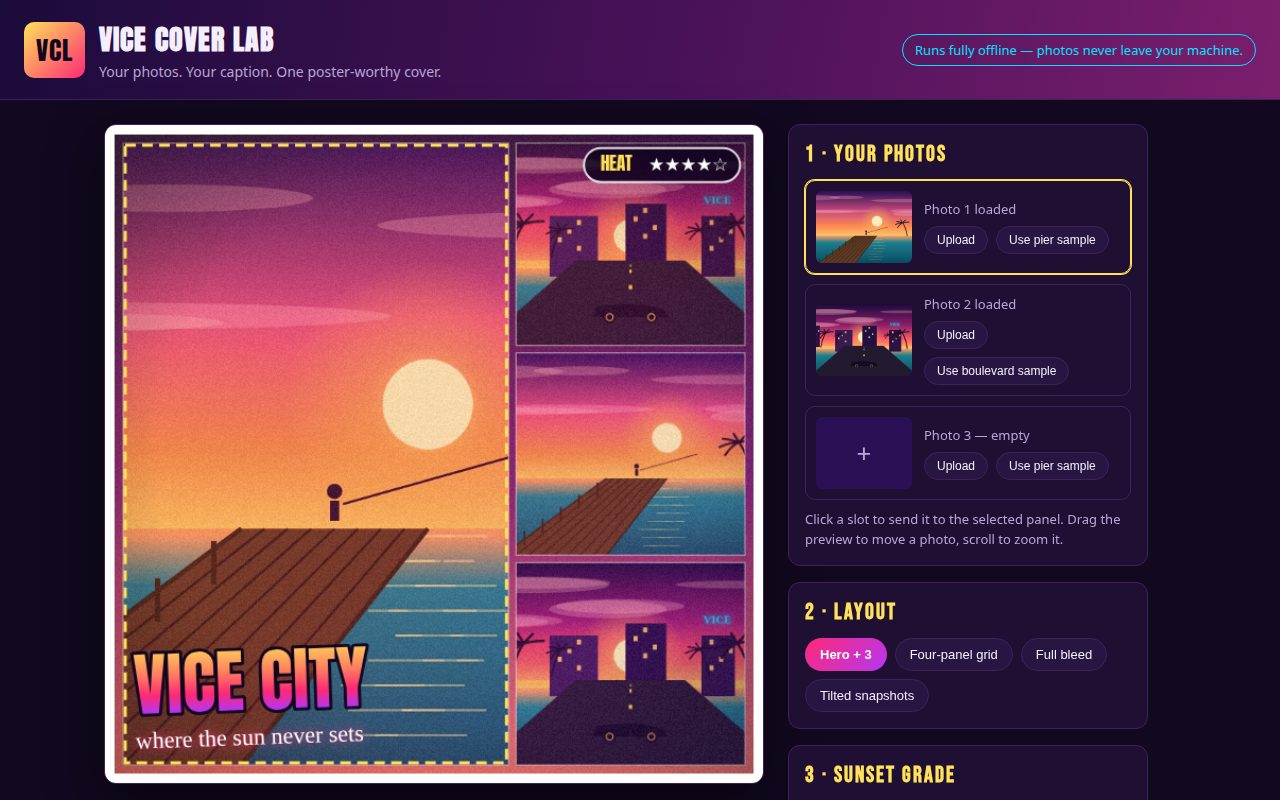 VCL
VICE COVER LAB
Your photos. Your caption. One poster-worthy cover.
Runs fully offline — photos never leave your machine.
HEAT ★★★★☆
VICE
VICE
VICE CITY
where the sun never sets
1 · YOUR PHOTOS
Photo 1 loaded
Upload
Use pier sample
VICE
Photo 2 loaded
Upload
Use boulevard sample
+
Photo 3 — empty
Upload
Use pier sample
Click a slot to send it to the selected panel. Drag the
preview to move a photo, scroll to zoom it.
2 · LAYOUT
Hero + 3
Four-panel grid
Full bleed
Tilted snapshots
3 · SUNSET GRADE